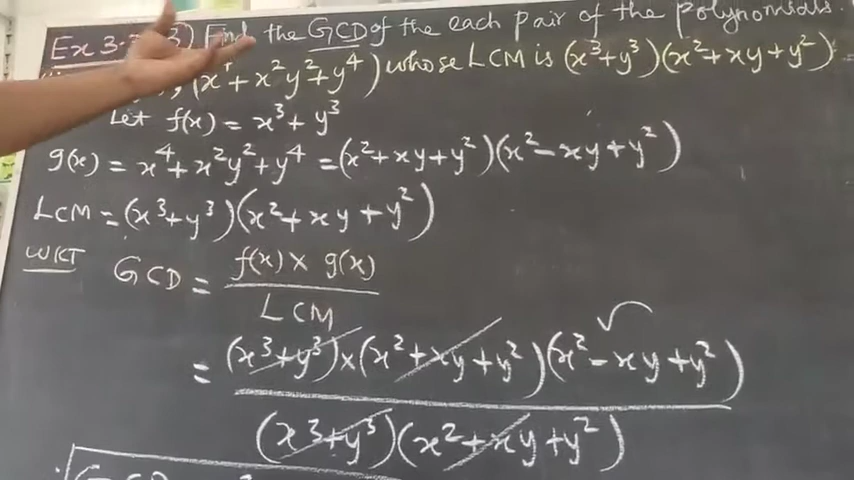 Ex 3. 3) Find the GCD of the each pair of the polynomials.
(x⁴ + x²y² + y⁴) whose LCM is (x³+y³)(x²+xy+y²)
Let f(x) = x³ + y³
g(x) = x⁴ + x²y² + y⁴ = (x²+xy+y²)(x²-xy+y²)
LCM = (x³+y³)(x²+xy+y²)
WKT GCD = f(x) × g(x)
LCM
= (x³+y³)×(x²+xy+y²)(x²-xy+y²)
(x³+y³)(x²+xy+y²)